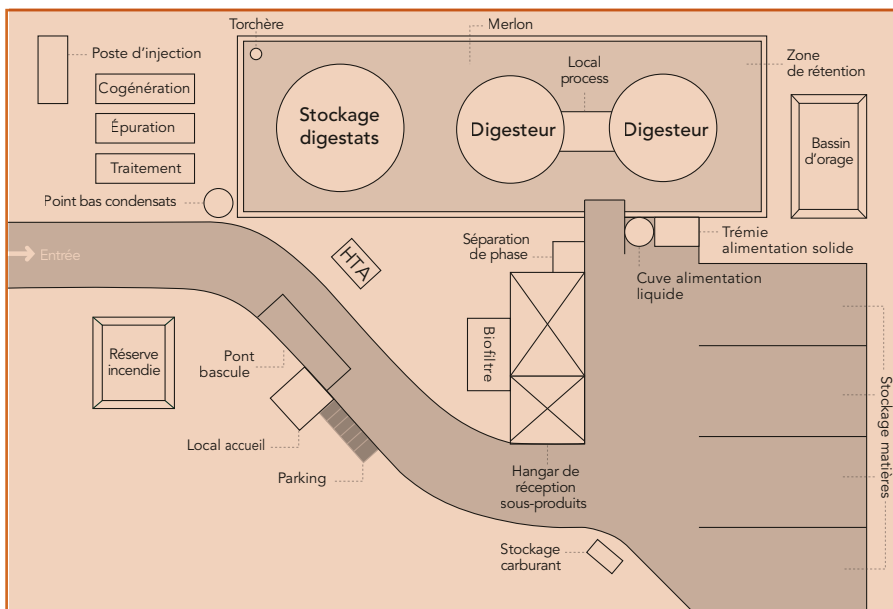 Torchère
Merlon
Poste d'injection
Local
process
Zone
de rétention
Cogénération
Stockage
digestats
Digesteur
Digesteur
Épuration
Bassin
d'orage
Traitement
Point bas condensats
Entrée
HTA
Séparation
de phase
Trémie
alimentation solide
Cuve alimentation
liquide
Réserve
incendie
Pont
bascule
Biofiltre
Stockage matières
Local accueil
Parking
Hangar de
réception
sous-produits
Stockage
carburant